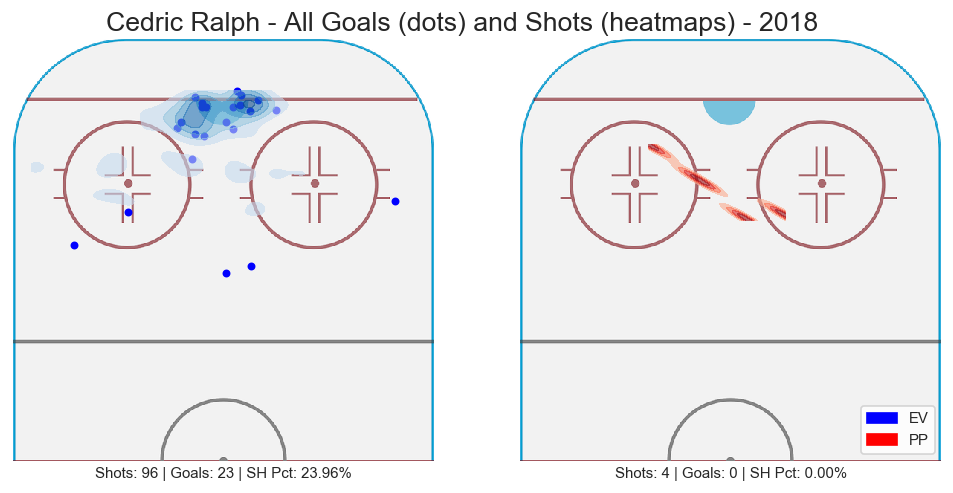 Cedric Ralph - All Goals (dots) and Shots (heatmaps) - 2018
EV
PP
Shots: 96 | Goals: 23 | SH Pct: 23.96%
Shots: 4 | Goals: 0 | SH Pct: 0.00%